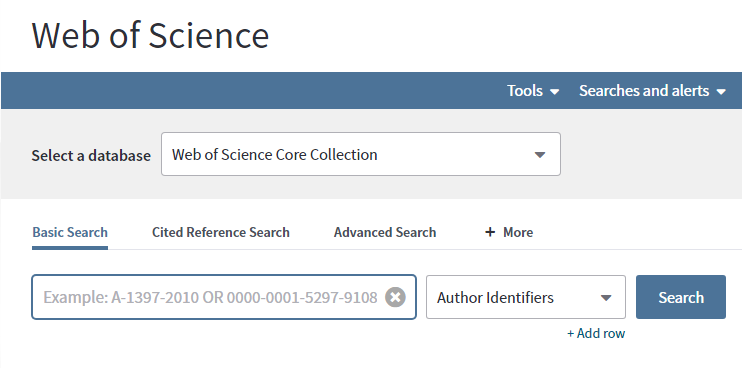 Web of Science
Tools Searches and alerts
Select a database Web of Science Core Collection
Basic Search Cited Reference Search Advanced Search + More
Example: A-1397-2010 OR 0000-0001-5297-9108 Author Identifiers Search
+ Add row